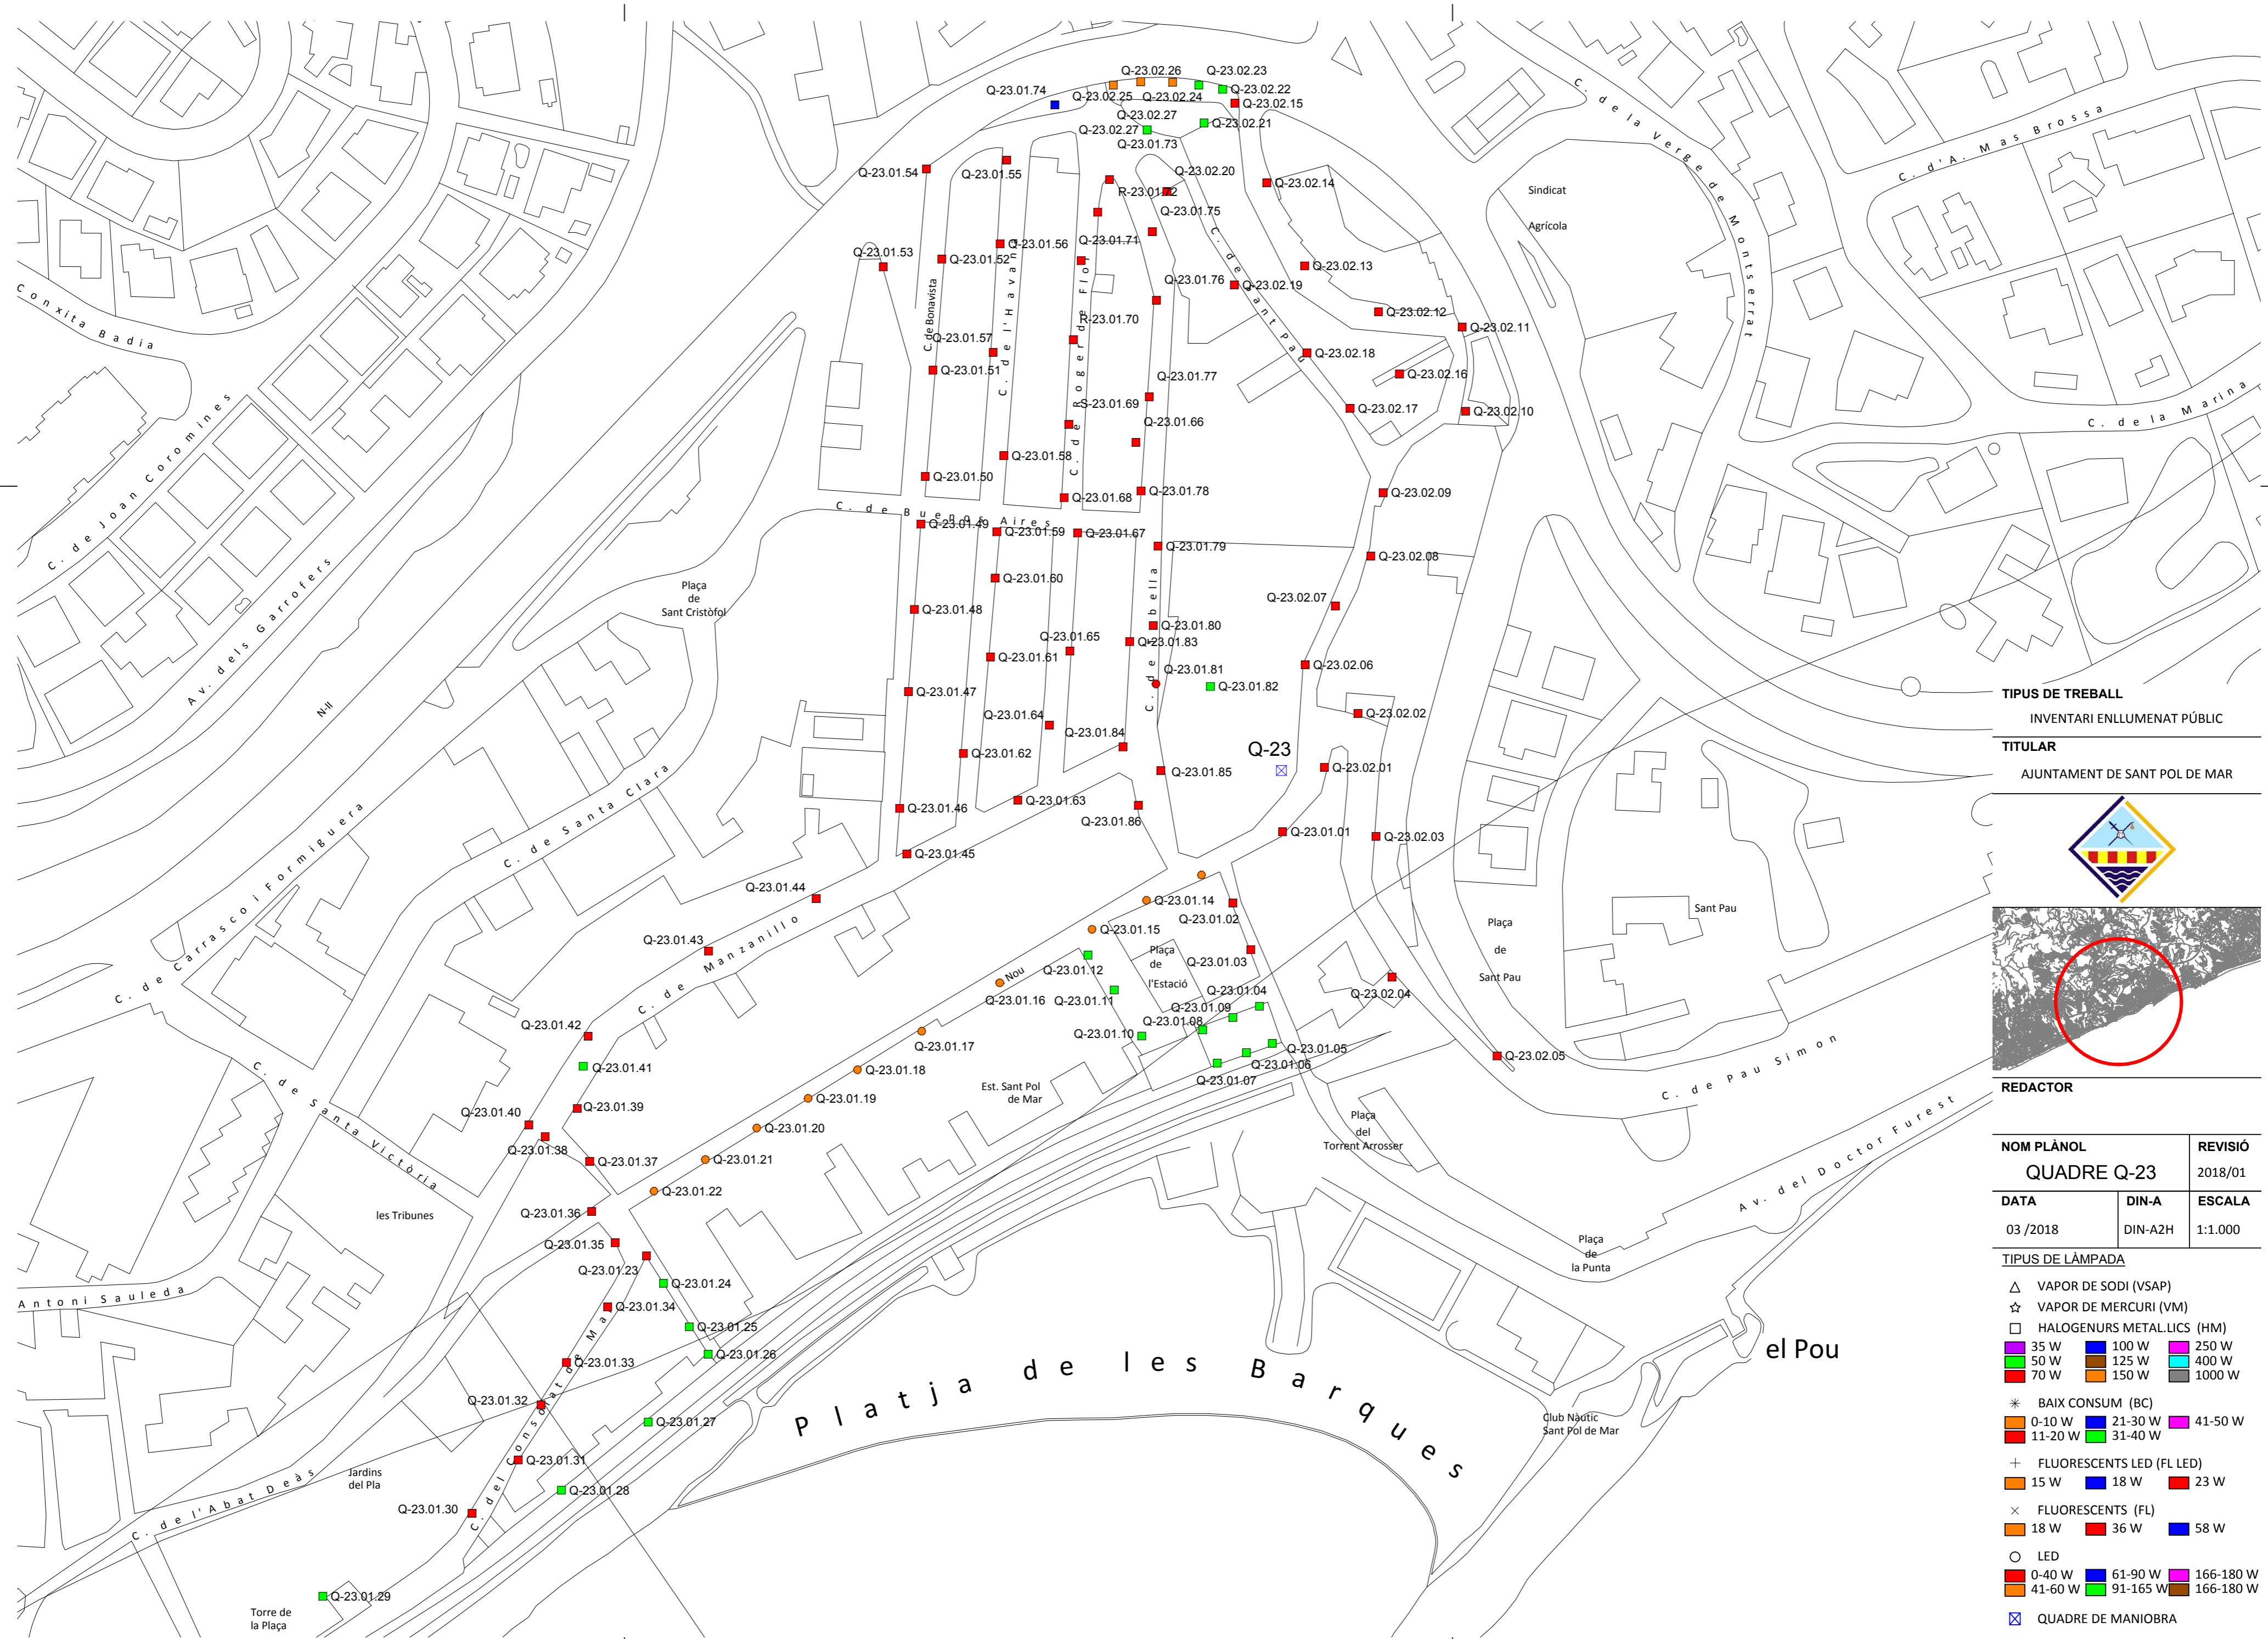 Q-23.02.26
Q-23.02.23
Q-23.01.74
Q-23.02.25
Q-23.02.24
Q-23.02.22
Q-23.02.15
Q-23.02.27
Q-23.02.21
Q-23.02.27
Q-23.01.73
Q-23.01.54
Q-23.01.55
Q-23.02.20
R-23.01.72
Q-23.02.14
Q-23.01.75
Q-23.01.53
Q-23.01.52
Q-23.01.56
Q-23.01.71
Q-23.02.13
Q-23.01.76
Q-23.02.19
R-23.01.70
Q-23.02.12
Q-23.02.11
Q-23.01.57
Q-23.01.51
Q-23.02.18
Q-23.02.16
Q-23.01.77
S-23.01.69
Q-23.01.66
Q-23.02.17
Q-23.02.10
Q-23.01.58
Q-23.01.50
Q-23.01.68
Q-23.01.78
Q-23.02.09
Q-23.01.49
Q-23.01.59
Q-23.01.67
Q-23.01.79
Q-23.02.08
Q-23.01.60
Q-23.01.48
Q-23.02.07
Q-23.01.80
Q-23.01.65
Q-23.01.83
Q-23.01.61
Q-23.02.06
Q-23.01.81
Q-23.01.82
Q-23.01.47
Q-23.01.64
Q-23.02.02
Q-23.01.84
Q-23.01.62
Q-23
Q-23.01.85
Q-23.02.01
Q-23.01.63
Q-23.01.46
Q-23.01.86
Q-23.01.01
Q-23.02.03
Q-23.01.45
Q-23.01.44
Q-23.01.14
Q-23.01.02
Q-23.01.15
Q-23.01.43
Q-23.01.12
Q-23.01.03
Q-23.01.16
Q-23.01.11
Q-23.01.04
Q-23.02.04
Q-23.01.09
Q-23.01.08
Q-23.01.10
Q-23.01.42
Q-23.01.17
Q-23.01.05
Q-23.01.06
Q-23.02.05
Q-23.01.41
Q-23.01.18
Q-23.01.07
Q-23.01.19
Q-23.01.39
Q-23.01.40
Q-23.01.20
Q-23.01.38
Q-23.01.37
Q-23.01.21
Q-23.01.22
Q-23.01.36
Q-23.01.35
Q-23.01.23
Q-23.01.24
Q-23.01.34
Q-23.01.25
Q-23.01.26
Q-23.01.33
Q-23.01.32
Q-23.01.27
Q-23.01.31
Q-23.01.28
Q-23.01.30
Q-23.01.29
Conxita Badia
C. de Joan Coromines
Av. dels Garrofers
N-II
C. de Carrasco i Formiguera
C. de Santa Clara
C. de Santa Victòria
C. de Manzanillo
Antoni Sauleda
C. de l'Abat Deàs
C. del Consolat de Mar
Nou
C. de Bonavista
C. de l'Havana
C. de Roger de Flor
C. de Buenos Aires
C. de Isabella
C. de Sant Pau
C. de la Verge de Montserrat
C. d'A. Mas Brossa
C. de la Marina
C. de Pau Simon
Av. del Doctor Furest
Sindicat
Agrícola
Plaça
de
Sant Cristòfol
Plaça
de
l'Estació
Plaça
de
Sant Pau
Sant Pau
Est. Sant Pol
de Mar
Plaça
del
Torrent Arrosser
Plaça
de
la Punta
les Tribunes
Jardins
del Pla
Torre de
la Plaça
Platja de les Barques
Club Nàutic
Sant Pol de Mar
el Pou
TIPUS DE TREBALL
INVENTARI ENLLUMENAT PÚBLIC
TITULAR
AJUNTAMENT DE SANT POL DE MAR
REDACTOR
NOM PLÀNOL REVISIÓ
QUADRE Q-23 2018/01
DATA DIN-A ESCALA
03 /2018 DIN-A2H 1:1.000
TIPUS DE LÀMPADA
VAPOR DE SODI (VSAP)
VAPOR DE MERCURI (VM)
HALOGENURS METAL.LICS (HM)
35 W 100 W 250 W
50 W 125 W 400 W
70 W 150 W 1000 W
BAIX CONSUM (BC)
0-10 W 21-30 W 41-50 W
11-20 W 31-40 W
FLUORESCENTS LED (FL LED)
15 W 18 W 23 W
FLUORESCENTS (FL)
18 W 36 W 58 W
LED
0-40 W 61-90 W 166-180 W
41-60 W 91-165 W 166-180 W
QUADRE DE MANIOBRA